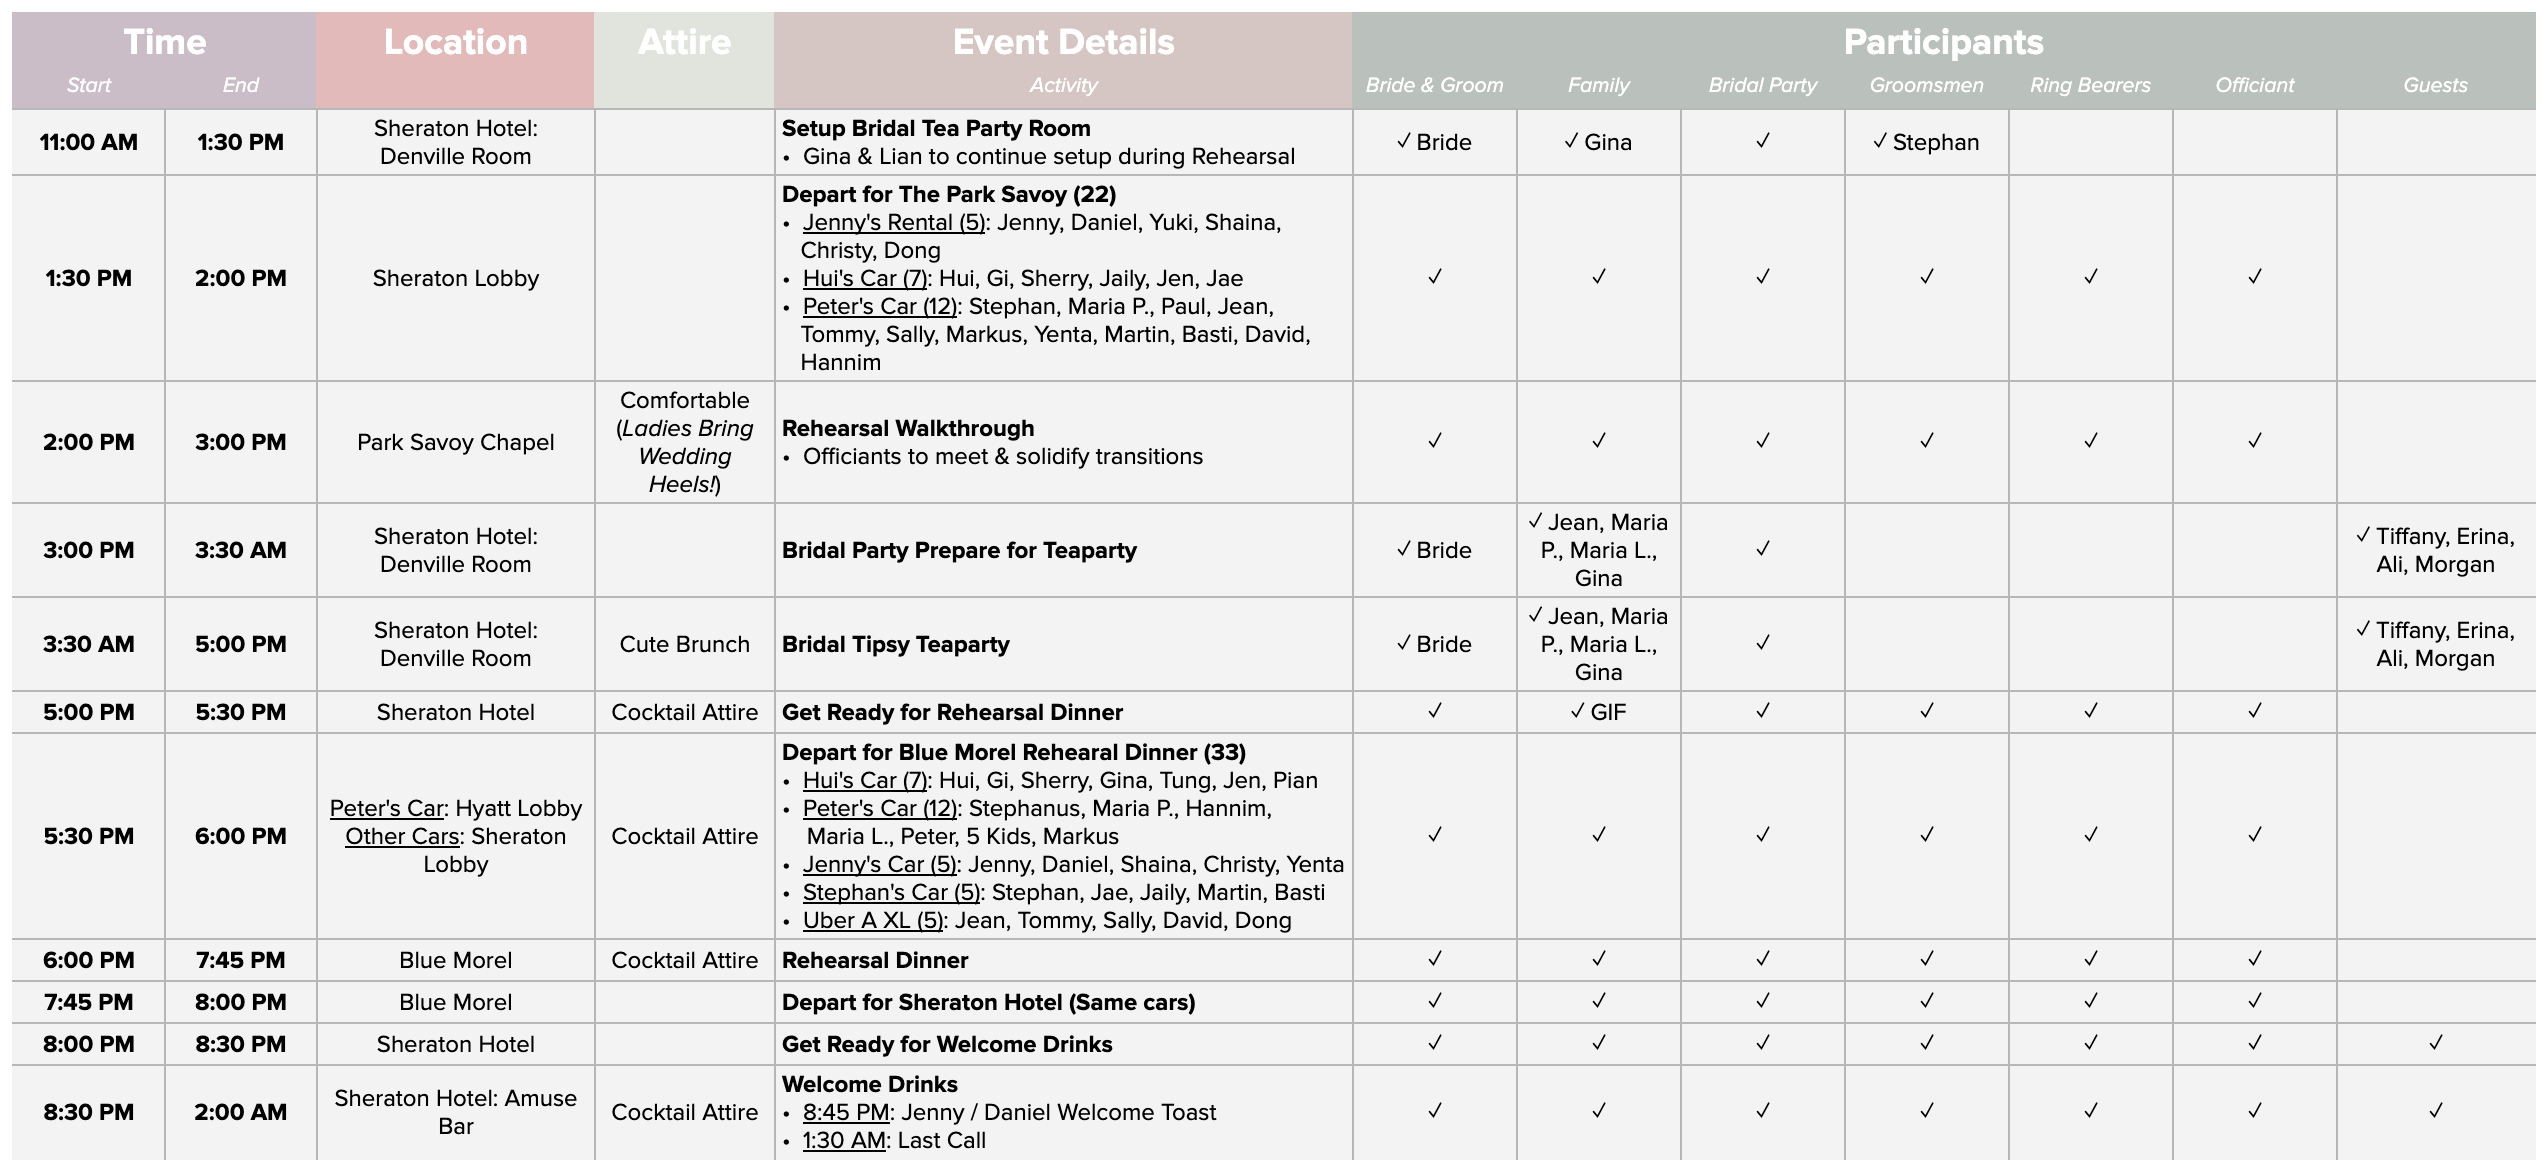 Time Location Attire Event Details Participants
Start End Activity Bride & Groom Family Bridal Party Groomsmen Ring Bearers Officiant Guests
11:00 AM
1:30 PM
Sheraton Hotel:
Denville Room
Setup Bridal Tea Party Room
• Gina & Lian to continue setup during Rehearsal
✓ Bride
✓ Gina
✓
✓ Stephan
1:30 PM
2:00 PM
Sheraton Lobby
Depart for The Park Savoy (22)
• Jenny's Rental (5): Jenny, Daniel, Yuki, Shaina,
Christy, Dong
• Hui's Car (7): Hui, Gi, Sherry, Jaily, Jen, Jae
• Peter's Car (12): Stephan, Maria P., Paul, Jean,
Tommy, Sally, Markus, Yenta, Martin, Basti, David,
Hannim
✓ ✓ ✓ ✓ ✓ ✓
2:00 PM
3:00 PM
Park Savoy Chapel
Comfortable
(Ladies Bring
Wedding
Heels!)
Rehearsal Walkthrough
• Officiants to meet & solidify transitions
✓ ✓ ✓ ✓ ✓ ✓
3:00 PM
3:30 AM
Sheraton Hotel:
Denville Room
Bridal Party Prepare for Teaparty
✓ Bride
✓ Jean, Maria
P., Maria L.,
Gina
✓
✓ Tiffany, Erina,
Ali, Morgan
3:30 AM
5:00 PM
Sheraton Hotel:
Denville Room
Cute Brunch
Bridal Tipsy Teaparty
✓ Bride
✓ Jean, Maria
P., Maria L.,
Gina
✓
✓ Tiffany, Erina,
Ali, Morgan
5:00 PM
5:30 PM
Sheraton Hotel
Cocktail Attire
Get Ready for Rehearsal Dinner
✓ ✓ GIF ✓ ✓ ✓ ✓
5:30 PM
6:00 PM
Peter's Car: Hyatt Lobby
Other Cars: Sheraton
Lobby
Cocktail Attire
Depart for Blue Morel Rehearal Dinner (33)
• Hui's Car (7): Hui, Gi, Sherry, Gina, Tung, Jen, Pian
• Peter's Car (12): Stephanus, Maria P., Hannim,
Maria L., Peter, 5 Kids, Markus
• Jenny's Car (5): Jenny, Daniel, Shaina, Christy, Yenta
• Stephan's Car (5): Stephan, Jae, Jaily, Martin, Basti
• Uber A XL (5): Jean, Tommy, Sally, David, Dong
✓ ✓ ✓ ✓ ✓ ✓
6:00 PM
7:45 PM
Blue Morel
Cocktail Attire
Rehearsal Dinner
✓ ✓ ✓ ✓ ✓ ✓
7:45 PM
8:00 PM
Blue Morel
Depart for Sheraton Hotel (Same cars)
✓ ✓ ✓ ✓ ✓ ✓
8:00 PM
8:30 PM
Sheraton Hotel
Get Ready for Welcome Drinks
✓ ✓ ✓ ✓ ✓ ✓ ✓
8:30 PM
2:00 AM
Sheraton Hotel: Amuse
Bar
Cocktail Attire
Welcome Drinks
• 8:45 PM: Jenny / Daniel Welcome Toast
• 1:30 AM: Last Call
✓ ✓ ✓ ✓ ✓ ✓ ✓